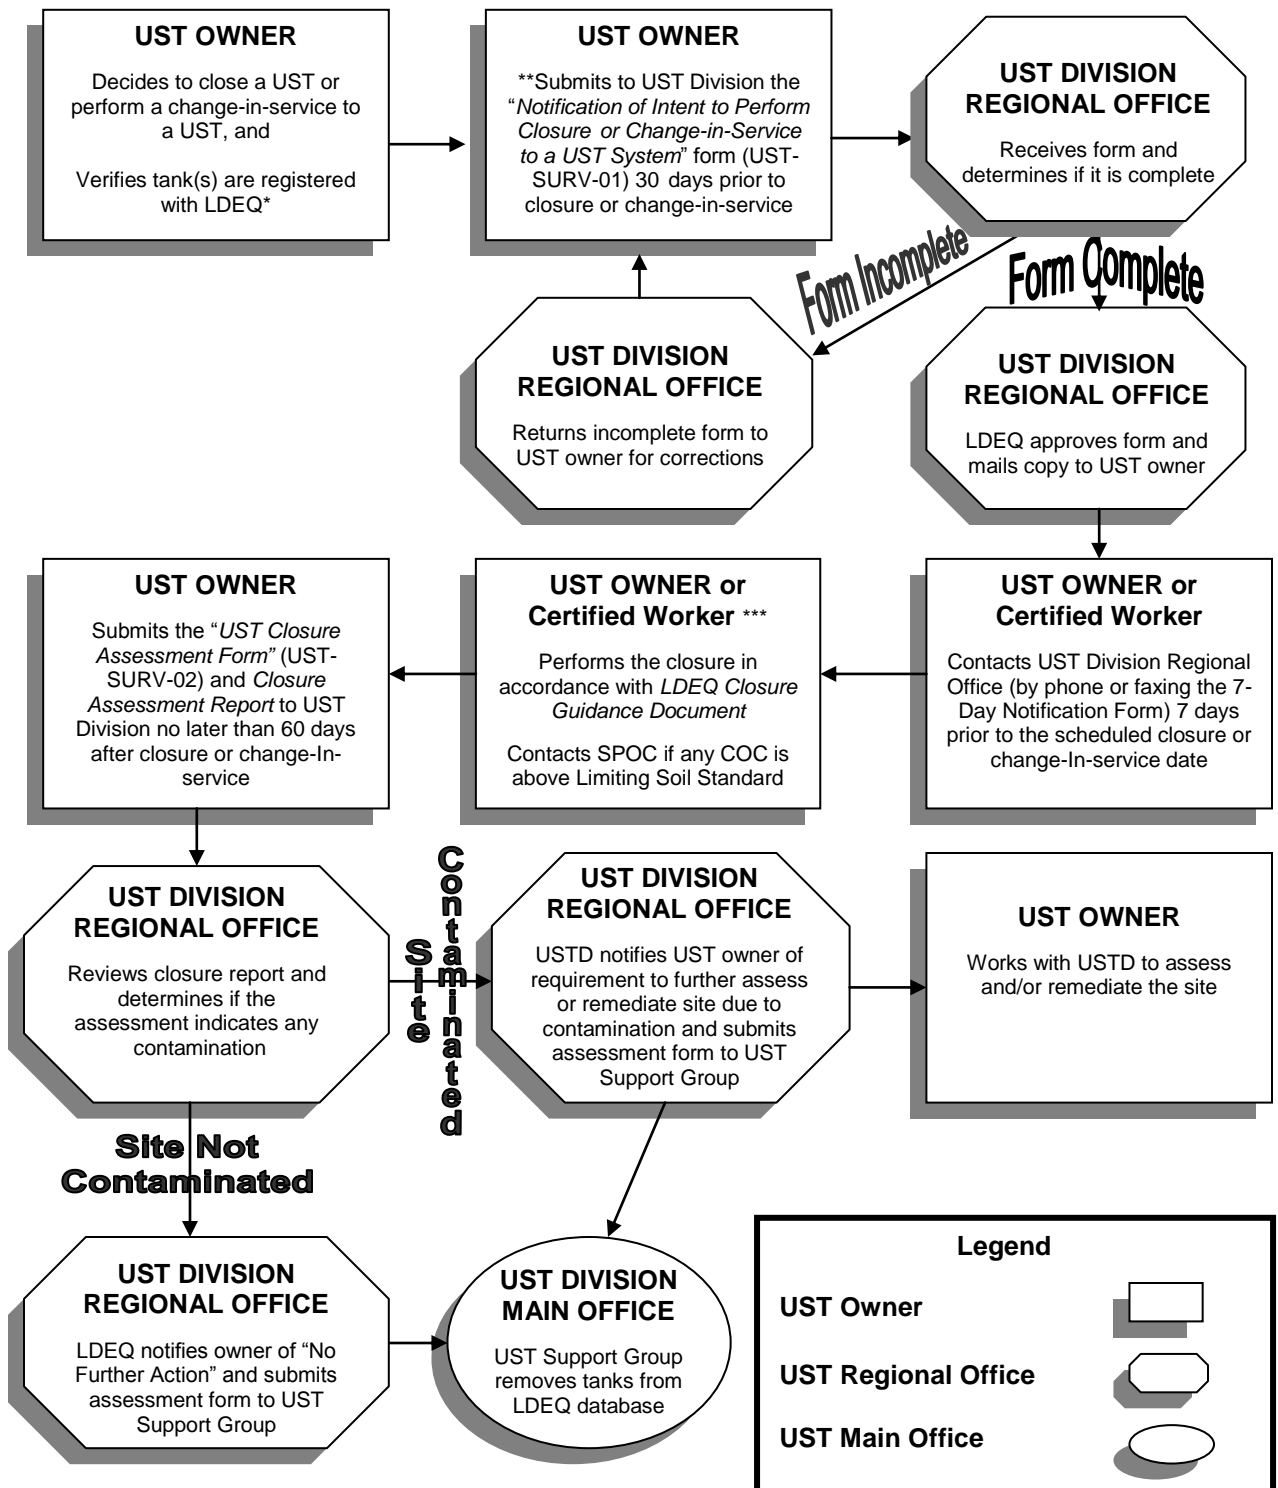 UST OWNER
Decides to close a UST or
perform a change-in-service to
a UST, and
Verifies tank(s) are registered
with LDEQ*
UST OWNER
**Submits to UST Division the
“Notification of Intent to Perform
Closure or Change-in-Service
to a UST System” form (UST-
SURV-01) 30 days prior to
closure or change-in-service
UST DIVISION
REGIONAL OFFICE
Receives form and
determines if it is complete
Form Incomplete
Form Complete
UST DIVISION
REGIONAL OFFICE
Returns incomplete form to
UST owner for corrections
UST DIVISION
REGIONAL OFFICE
LDEQ approves form and
mails copy to UST owner
UST OWNER or
Certified Worker
Contacts UST Division Regional
Office (by phone or faxing the 7-
Day Notification Form) 7 days
prior to the scheduled closure or
change-In-service date
UST OWNER or
Certified Worker ***
Performs the closure in
accordance with LDEQ Closure
Guidance Document
Contacts SPOC if any COC is
above Limiting Soil Standard
UST OWNER
Submits the “UST Closure
Assessment Form” (UST-
SURV-02) and Closure
Assessment Report to UST
Division no later than 60 days
after closure or change-In-
service
UST DIVISION
REGIONAL OFFICE
Reviews closure report and
determines if the
assessment indicates any
contamination
Site
Contaminated
UST DIVISION
REGIONAL OFFICE
USTD notifies UST owner of
requirement to further assess
or remediate site due to
contamination and submits
assessment form to UST
Support Group
UST OWNER
Works with USTD to assess
and/or remediate the site
Site Not
Contaminated
UST DIVISION
REGIONAL OFFICE
LDEQ notifies owner of “No
Further Action” and submits
assessment form to UST
Support Group
UST DIVISION
MAIN OFFICE
UST Support Group
removes tanks from
LDEQ database
Legend
UST Owner
UST Regional Office
UST Main Office